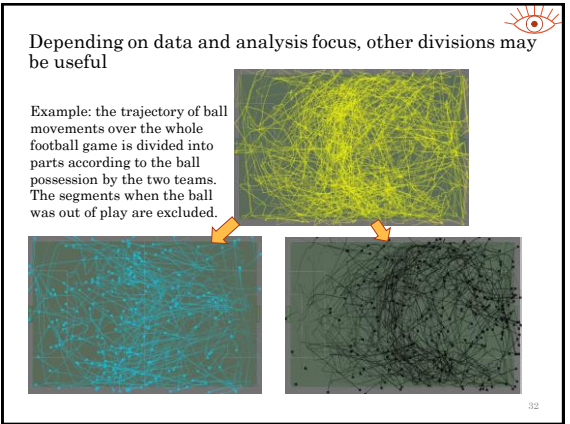 Depending on data and analysis focus, other divisions may
be useful
Example: the trajectory of ball
movements over the whole
football game is divided into
parts according to the ball
possession by the two teams.
The segments when the ball
was out of play are excluded.
32